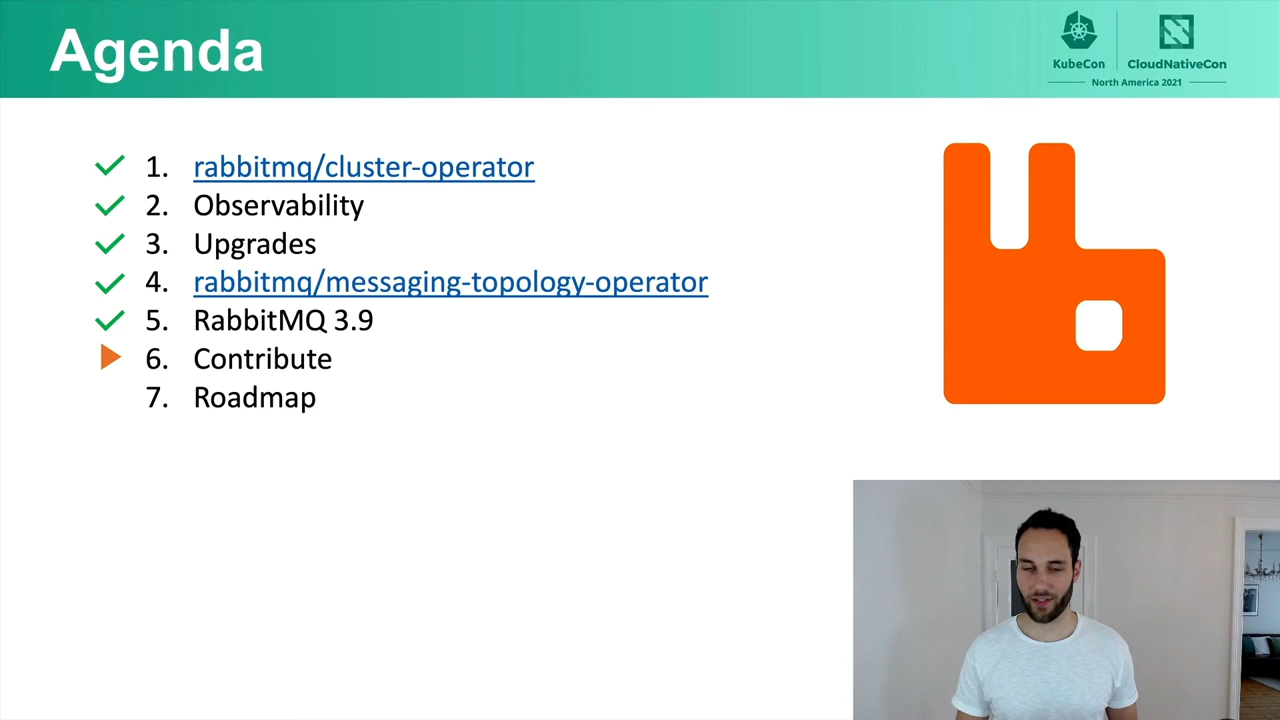 Agenda
KubeCon
CloudNativeCon
North America 2021
1. rabbitmq/cluster-operator
2. Observability
3. Upgrades
4. rabbitmq/messaging-topology-operator
5. RabbitMQ 3.9
6. Contribute
7. Roadmap